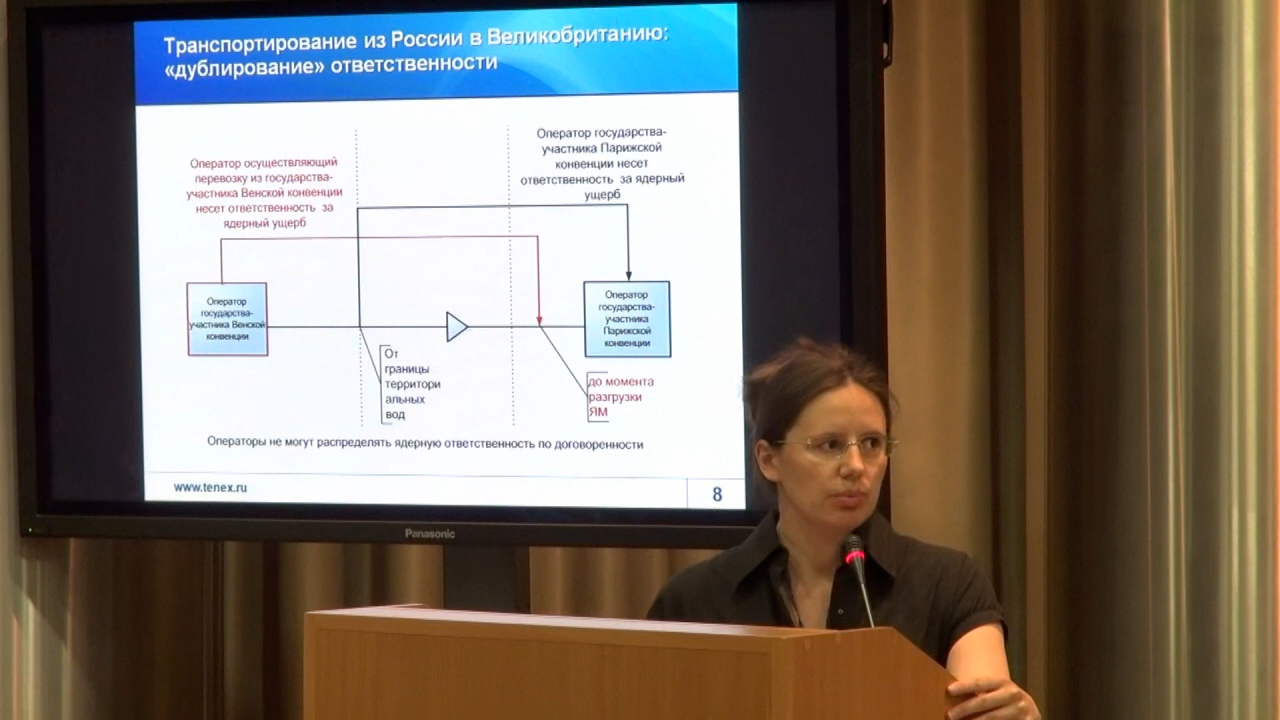 Транспортирование из России в Великобританию:
«дублирование» ответственности
Оператор осуществляющий
перевозку из государства-
участника Венской конвенции
несет ответственность за
ядерный ущерб
Оператор государства-
участника Парижской
конвенции несет
ответственность за ядерный
ущерб
Оператор
государства-
участника Венской
конвенции
Оператор
государства-
участника
Парижской
конвенции
От
границы
территори
альных
вод
до момента
разгрузки
ЯМ
Операторы не могут распределять ядерную ответственность по договоренности
www.tenex.ru
8
Panasonic